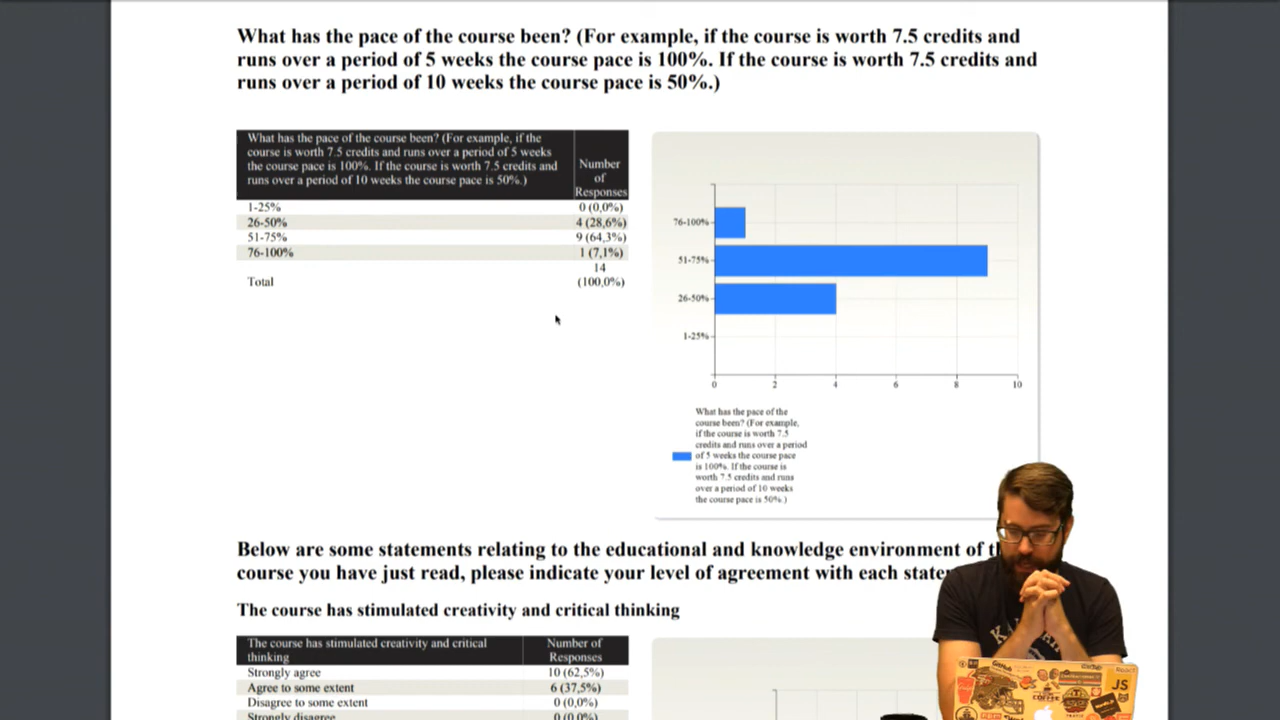 What has the pace of the course been? (For example, if the course is worth 7.5 credits and
runs over a period of 5 weeks the course pace is 100%. If the course is worth 7.5 credits and
runs over a period of 10 weeks the course pace is 50%.)
What has the pace of the course been? (For example, if the
course is worth 7.5 credits and runs over a period of 5 weeks
the course pace is 100%. If the course is worth 7.5 credits and
runs over a period of 10 weeks the course pace is 50%.)
Number
of
Responses
1-25% 0 (0,0%)
26-50% 4 (28,6%)
51-75% 9 (64,3%)
76-100% 1 (7,1%)
Total 14
(100,0%)
76-100%
51-75%
26-50%
1-25%
0 2 4 6 8 10
What has the pace of the
course been? (For example,
if the course is worth 7.5
credits and runs over a period
of 5 weeks the course pace
is 100%. If the course is
worth 7.5 credits and runs
over a period of 10 weeks
the course pace is 50%.)
Below are some statements relating to the educational and knowledge environment of
course you have just read, please indicate your level of agreement with each
The course has stimulated creativity and critical thinking
The course has stimulated creativity and critical
thinking
Number of
Responses
Strongly agree 10 (62,5%)
Agree to some extent 6 (37,5%)
Disagree to some extent 0 (0,0%)
Strongly disagree 0 (0,0%)
GitHub
COFFEE
JS